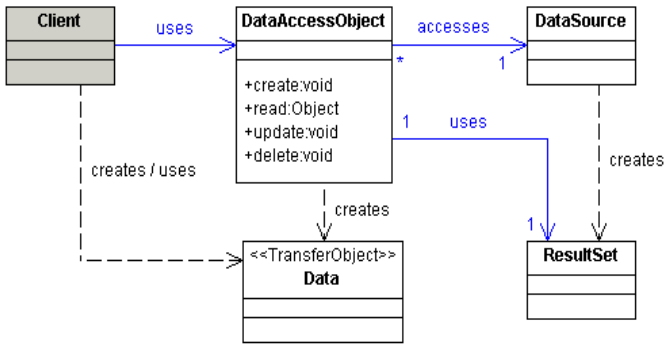 Client
uses
DataAccessObject
accesses
DataSource
*
1
+create:void
+read:Object
+update:void
+delete:void
1
uses
creates / uses
creates
creates
1
<<TransferObject>>
Data
ResultSet